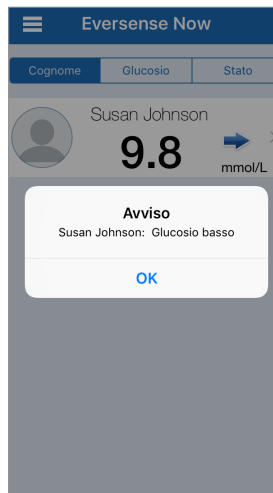 Eversense Now
Cognome Glucosio Stato
Susan Johnson
9.8
mmol/L
Avviso
Susan Johnson: Glucosio basso
OK